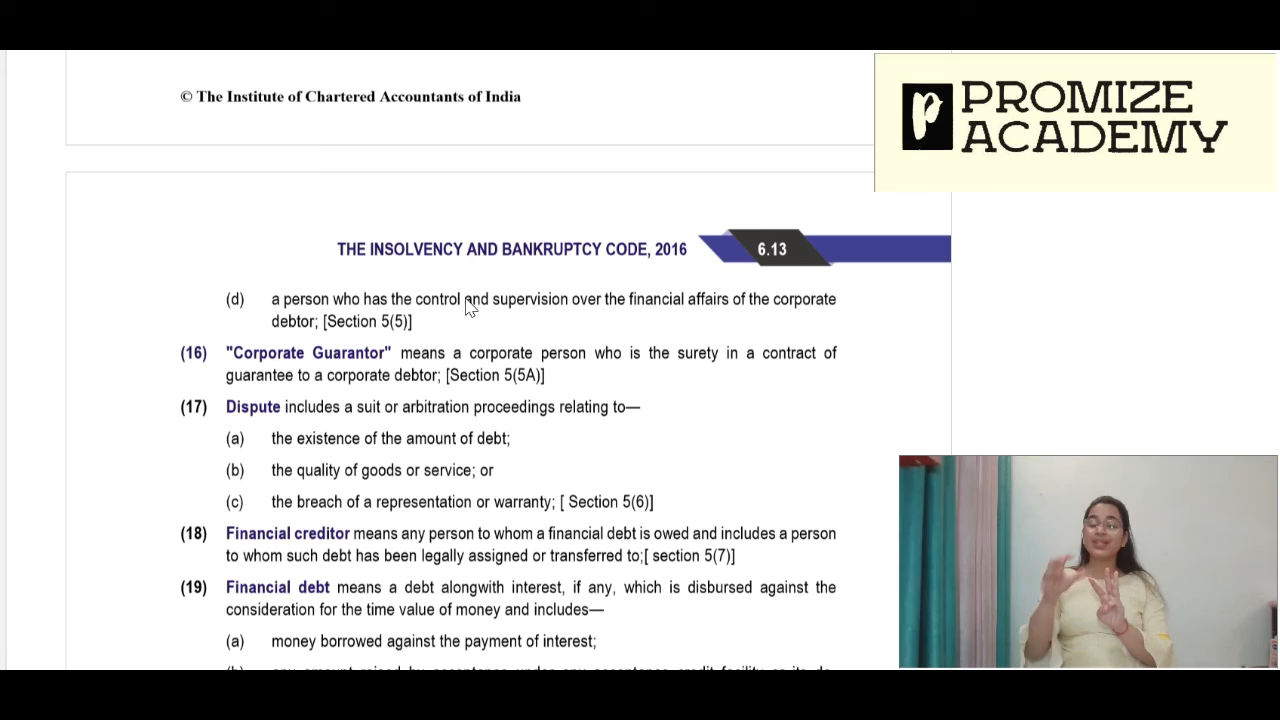 © The Institute of Chartered Accountants of India
PROMIZE
ACADEMY
THE INSOLVENCY AND BANKRUPTCY CODE, 2016 6.13
(d) a person who has the control and supervision over the financial affairs of the corporate
debtor; [Section 5(5)]
(16) "Corporate Guarantor" means a corporate person who is the surety in a contract of
guarantee to a corporate debtor; [Section 5(5A)]
(17) Dispute includes a suit or arbitration proceedings relating to—
(a) the existence of the amount of debt;
(b) the quality of goods or service; or
(c) the breach of a representation or warranty; [ Section 5(6)]
(18) Financial creditor means any person to whom a financial debt is owed and includes a person
to whom such debt has been legally assigned or transferred to;[ section 5(7)]
(19) Financial debt means a debt alongwith interest, if any, which is disbursed against the
consideration for the time value of money and includes—
(a) money borrowed against the payment of interest;